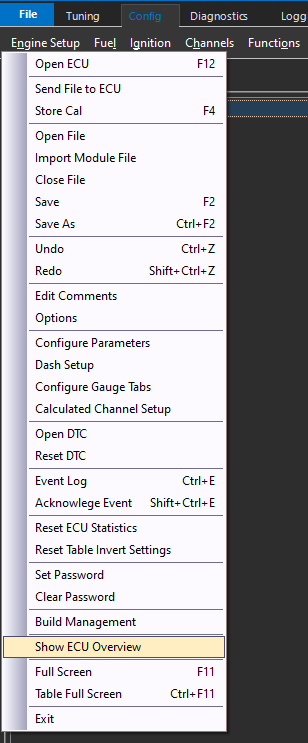 File Tuning Config Diagnostics Logg
Engine Setup Fuel Ignition Channels Functions
Open ECU F12
Send File to ECU
Store Cal F4
Open File
Import Module File
Close File
Save F2
Save As Ctrl+F2
Undo Ctrl+Z
Redo Shift+Ctrl+Z
Edit Comments
Options
Configure Parameters
Dash Setup
Configure Gauge Tabs
Calculated Channel Setup
Open DTC
Reset DTC
Event Log Ctrl+E
Acknowlege Event Shift+Ctrl+E
Reset ECU Statistics
Reset Table Invert Settings
Set Password
Clear Password
Build Management
Show ECU Overview
Full Screen F11
Table Full Screen Ctrl+F11
Exit